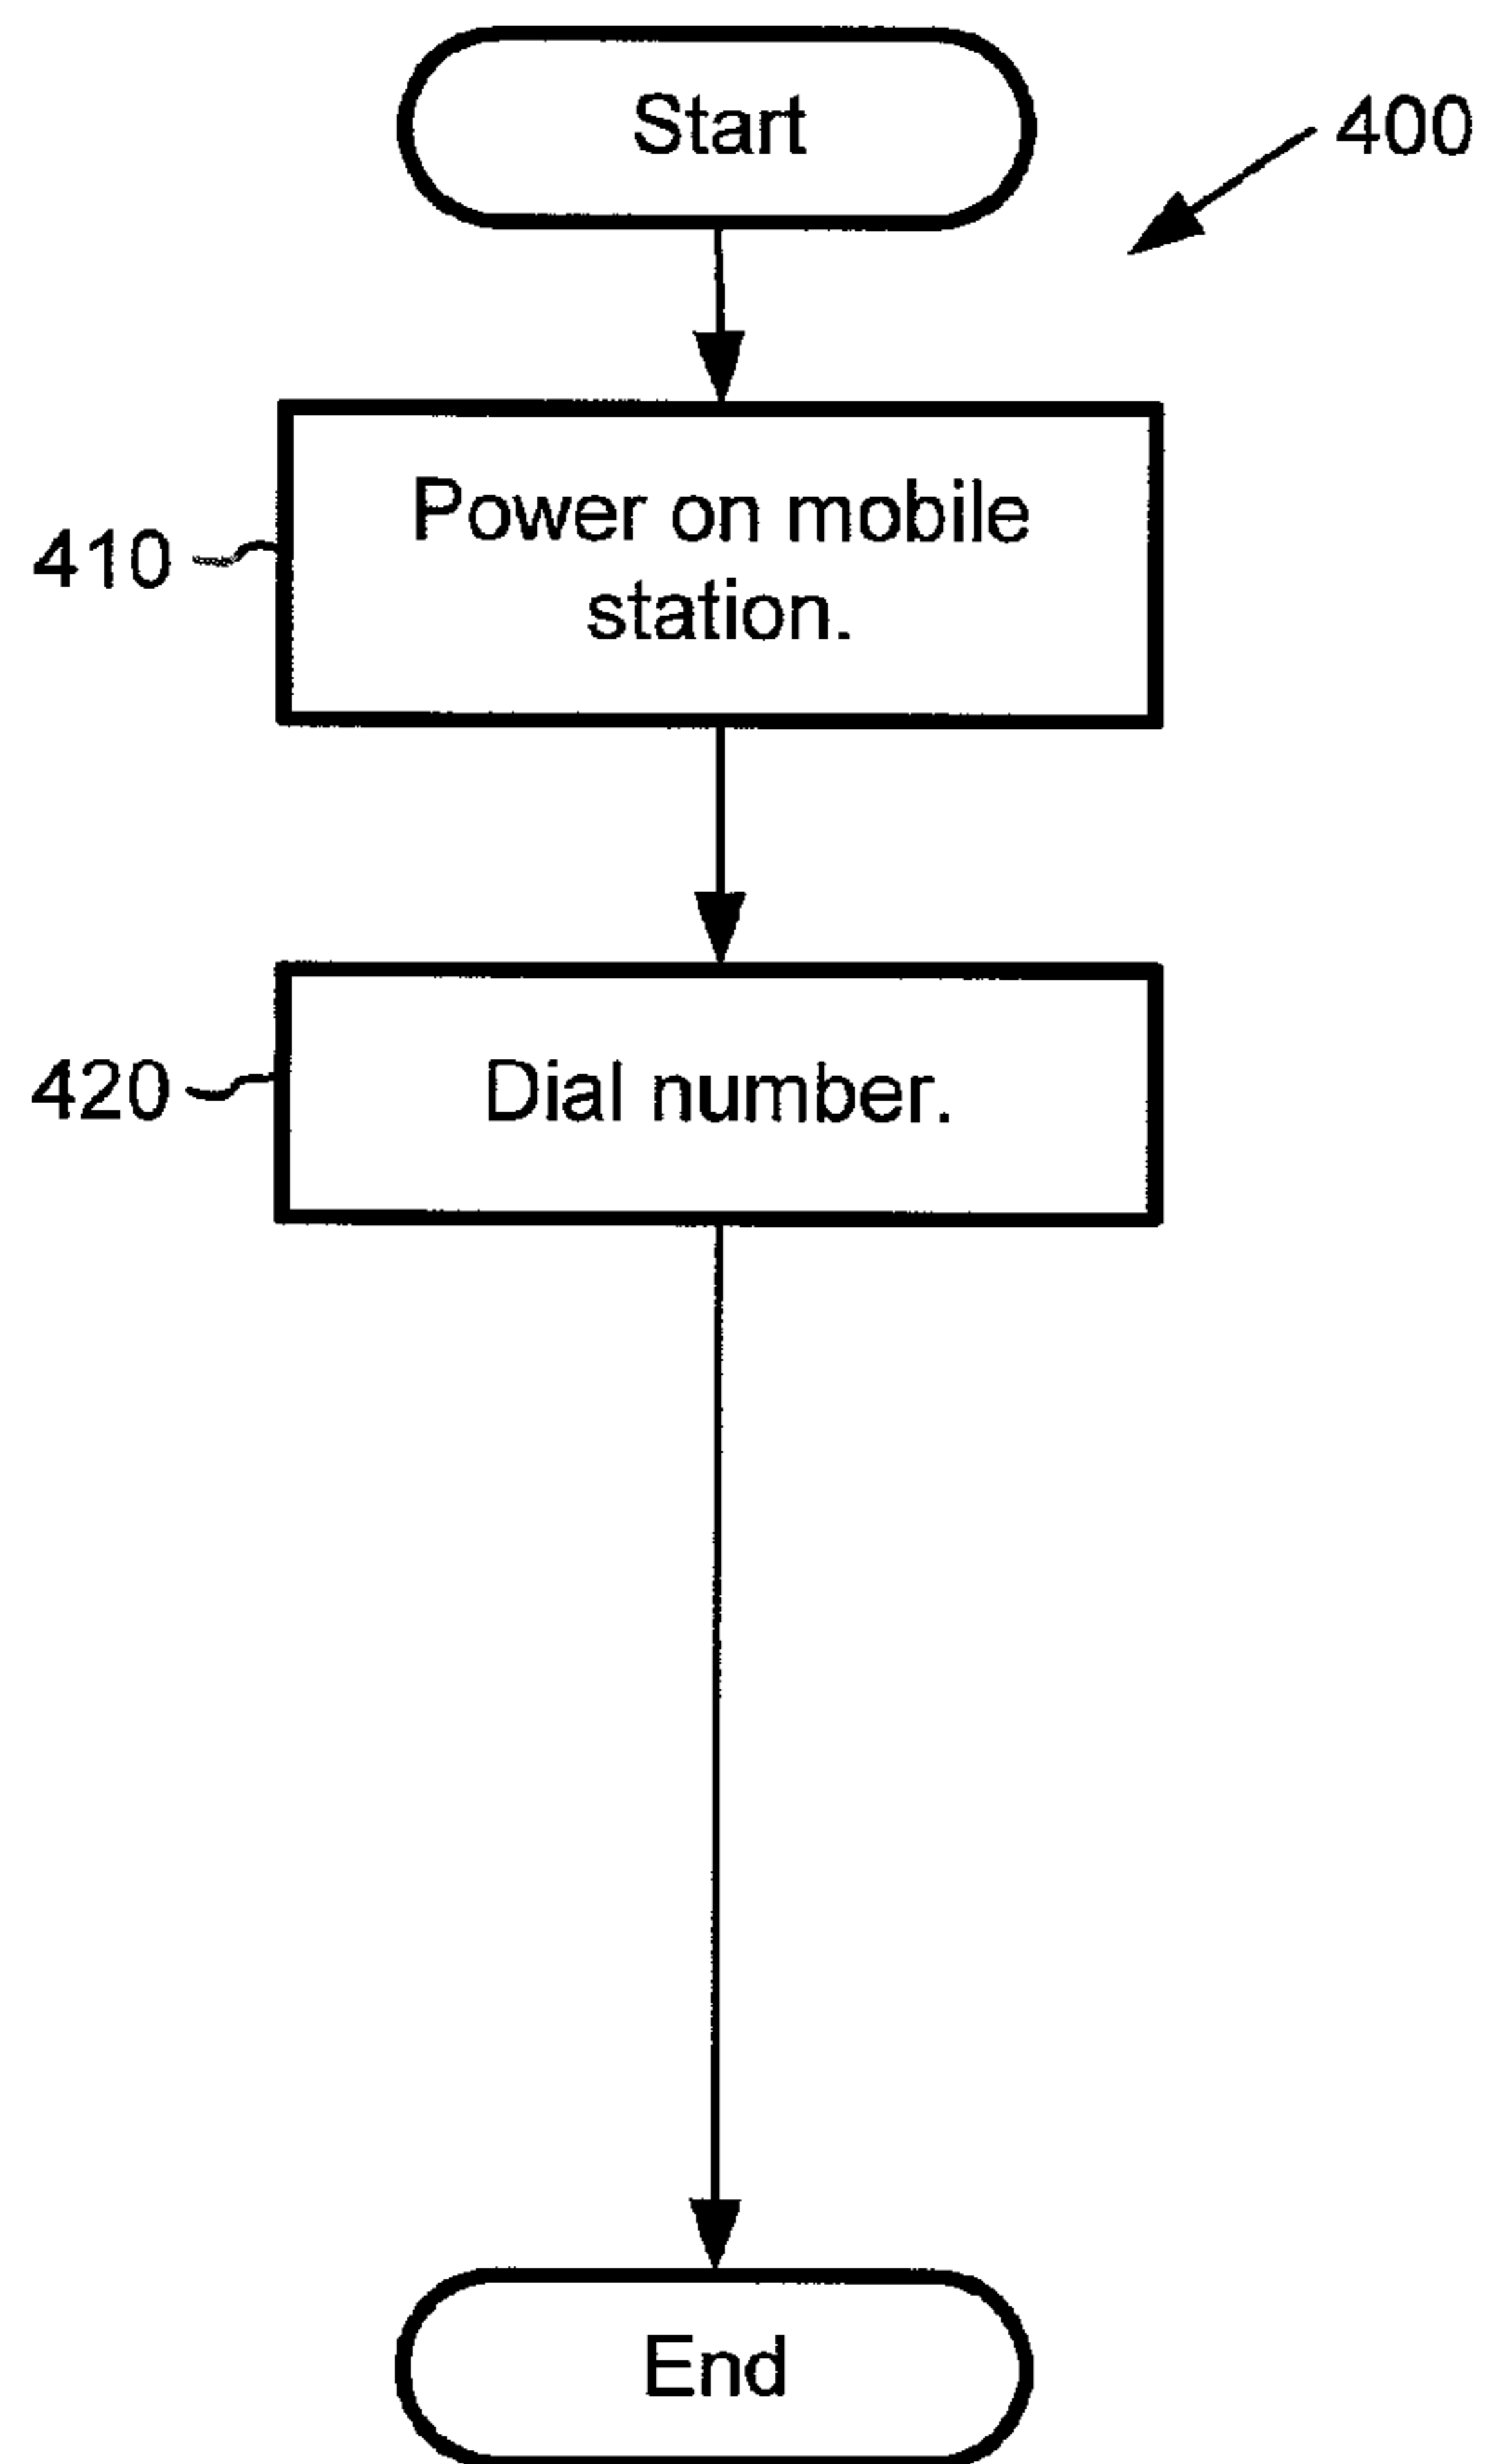 Start
400
Power on mobile
station.
410
Dial number.
420
End